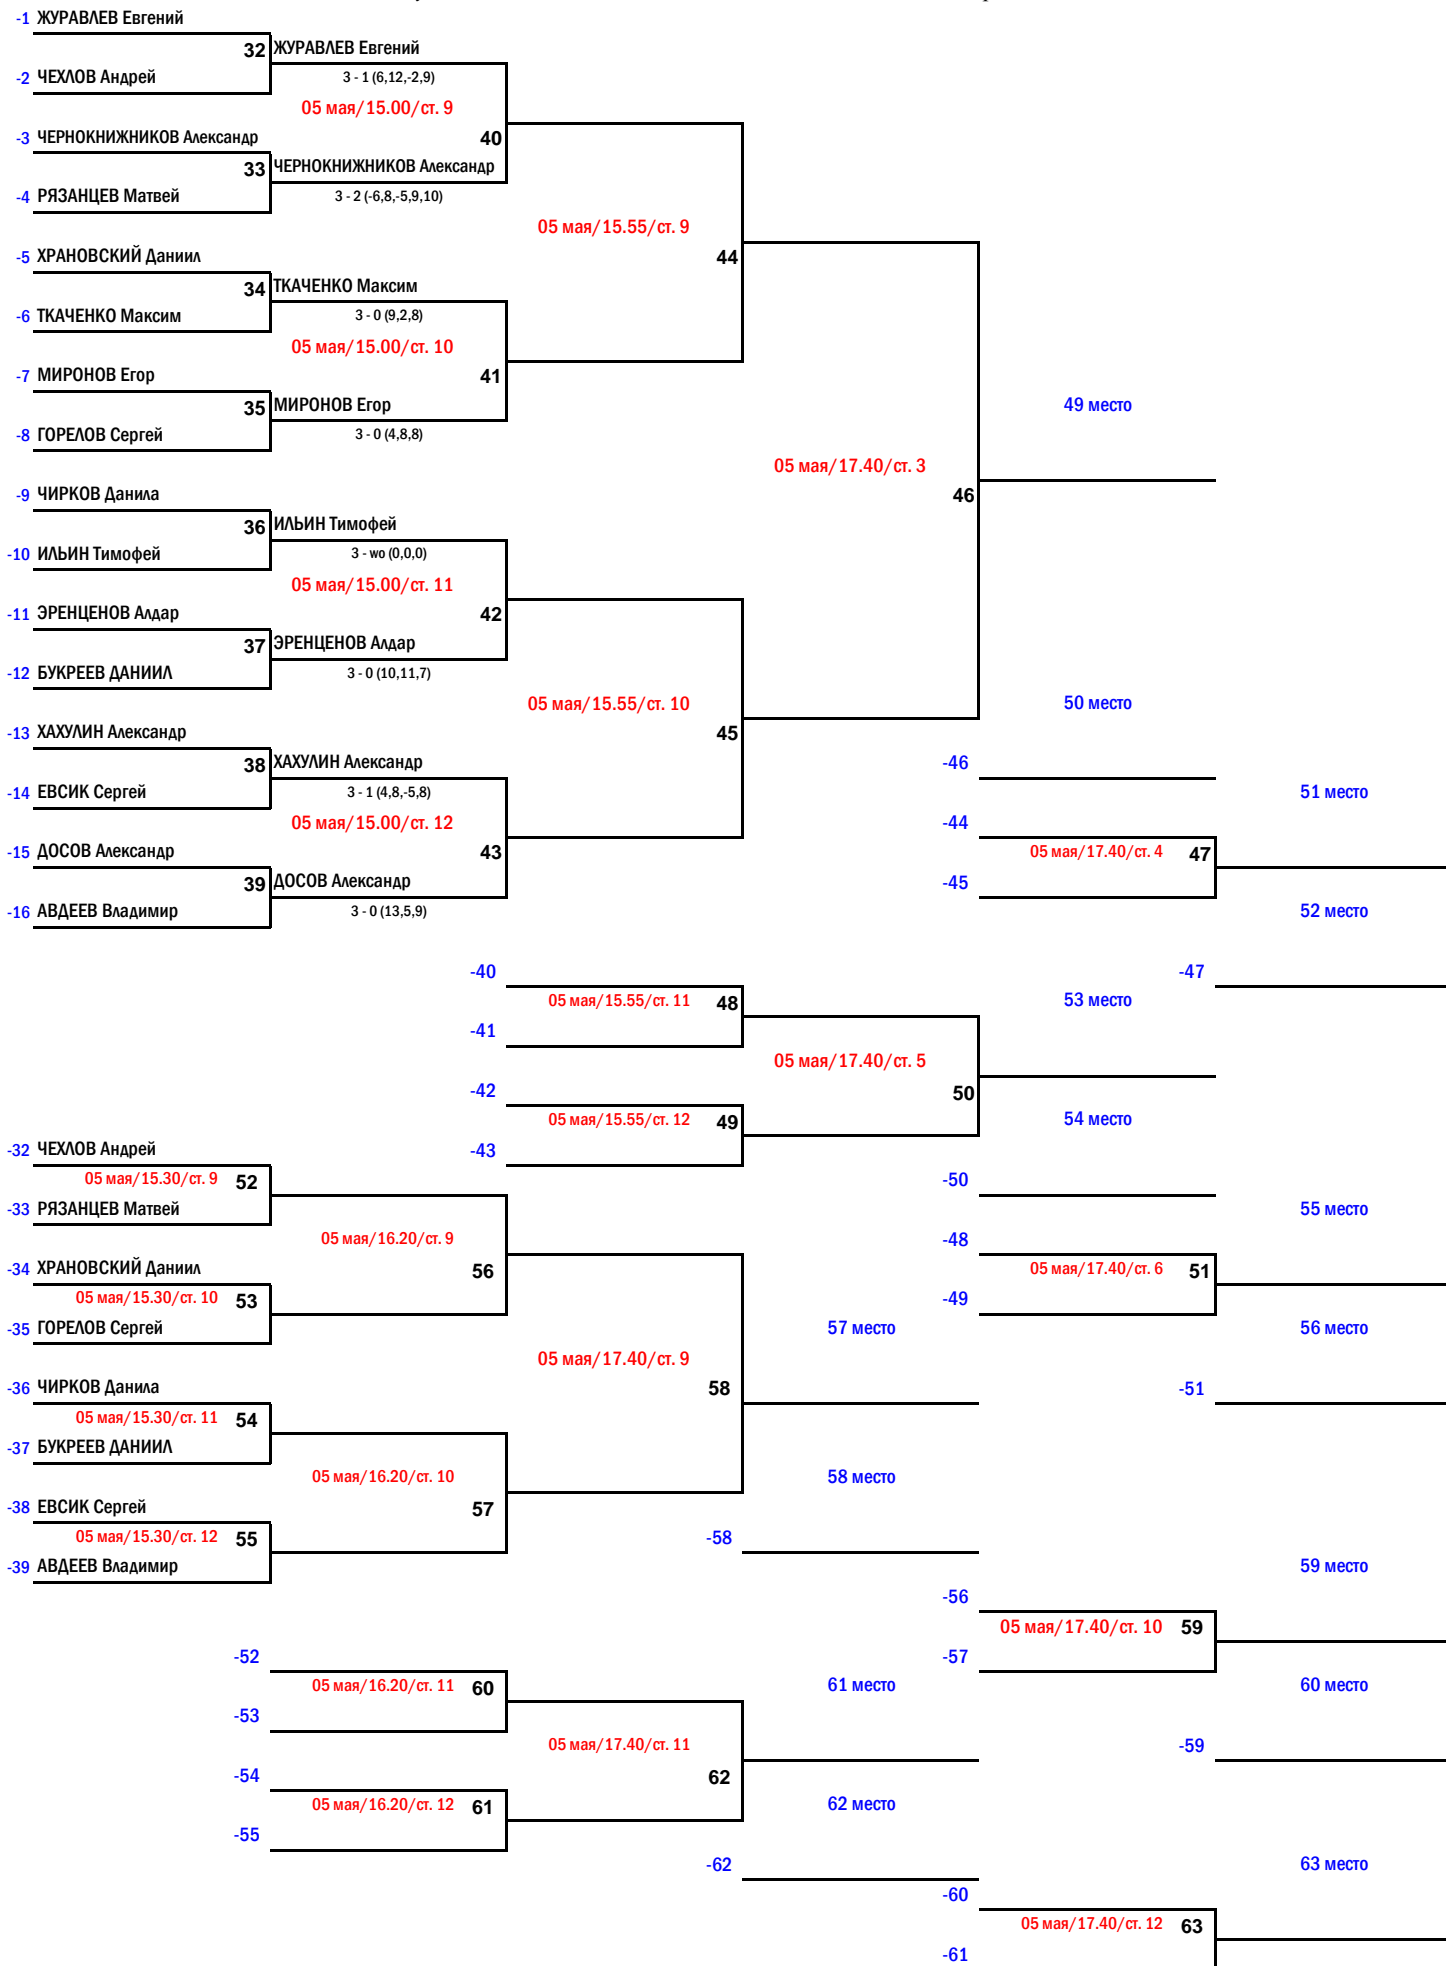 -1 ЖУРАВЛЕВ Евгений
32 ЖУРАВЛЕВ Евгений
-2 ЧЕХЛОВ Андрей
3 - 1 (6,12,-2,9)
05 мая/15.00/ст. 9
-3 ЧЕРНОКНИЖНИКОВ Александр
40
33 ЧЕРНОКНИЖНИКОВ Александр
-4 РЯЗАНЦЕВ Матвей
3 - 2 (-6,8,-5,9,10)
05 мая/15.55/ст. 9
-5 ХРАНОВСКИЙ Даниил
44
34 ТКАЧЕНКО Максим
-6 ТКАЧЕНКО Максим
3 - 0 (9,2,8)
05 мая/15.00/ст. 10
-7 МИРОНОВ Егор
41
35 МИРОНОВ Егор
49 место
-8 ГОРЕЛОВ Сергей
3 - 0 (4,8,8)
05 мая/17.40/ст. 3
-9 ЧИРКОВ Данила
46
36 ИЛЬИН Тимофей
-10 ИЛЬИН Тимофей
3 - wo (0,0,0)
05 мая/15.00/ст. 11
-11 ЭРЕНЦЕНОВ Алдар
42
37 ЭРЕНЦЕНОВ Алдар
-12 БУКРЕЕВ ДАНИИЛ
3 - 0 (10,11,7)
05 мая/15.55/ст. 10
50 место
-13 ХАХУЛИН Александр
45
38 ХАХУЛИН Александр
-46
-14 ЕВСИК Сергей
3 - 1 (4,8,-5,8)
51 место
05 мая/15.00/ст. 12
-44
-15 ДОСОВ Александр
43
05 мая/17.40/ст. 4 47
39 ДОСОВ Александр
-45
-16 АВДЕЕВ Владимир
3 - 0 (13,5,9)
52 место
-40
-47
05 мая/15.55/ст. 11 48
53 место
-41
05 мая/17.40/ст. 5
-42
50
05 мая/15.55/ст. 12 49
54 место
-32 ЧЕХЛОВ Андрей
-43
05 мая/15.30/ст. 9 52
-50
-33 РЯЗАНЦЕВ Матвей
55 место
05 мая/16.20/ст. 9
-48
-34 ХРАНОВСКИЙ Даниил
56
05 мая/17.40/ст. 6 51
05 мая/15.30/ст. 10 53
-49
-35 ГОРЕЛОВ Сергей
57 место
56 место
05 мая/17.40/ст. 9
-36 ЧИРКОВ Данила
58
-51
05 мая/15.30/ст. 11 54
-37 БУКРЕЕВ ДАНИИЛ
05 мая/16.20/ст. 10
58 место
-38 ЕВСИК Сергей
57
05 мая/15.30/ст. 12 55
-58
-39 АВДЕЕВ Владимир
59 место
-56
05 мая/17.40/ст. 10 59
-52
-57
05 мая/16.20/ст. 11 60
61 место
60 место
-53
05 мая/17.40/ст. 11
-59
-54
62
05 мая/16.20/ст. 12 61
62 место
-55
-62
63 место
-60
05 мая/17.40/ст. 12 63
-61